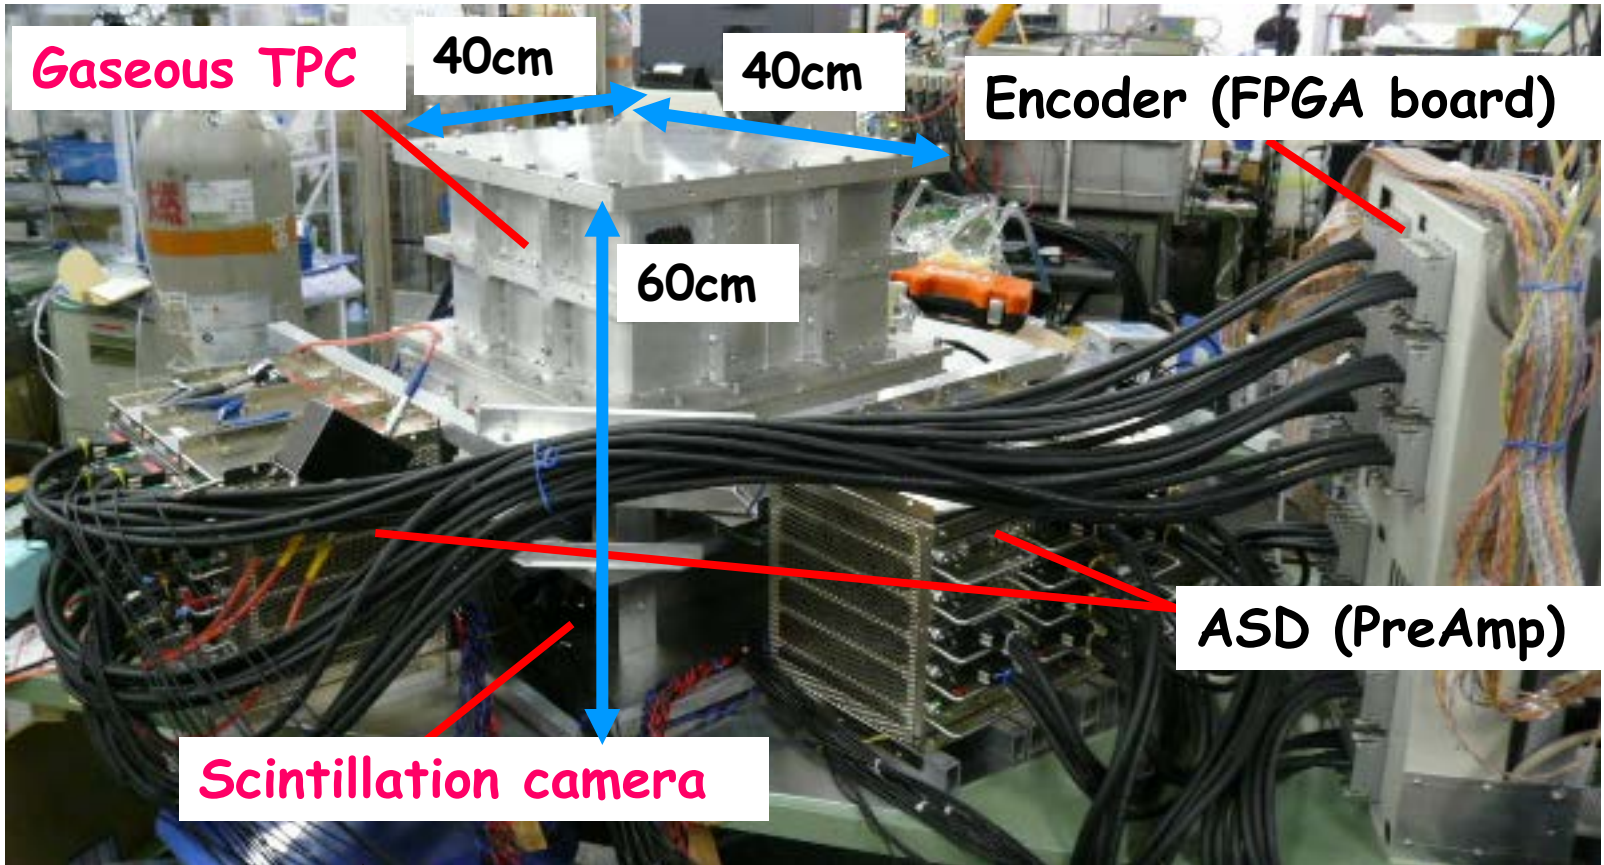 Gaseous TPC
40cm
40cm
Encoder (FPGA board)
60cm
ASD (PreAmp)
Scintillation camera